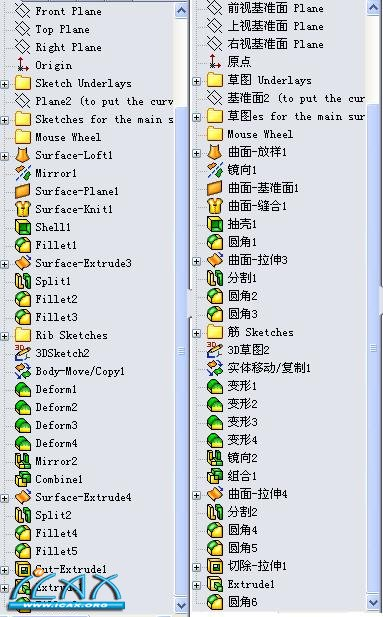 Front Plane
Top Plane
Right Plane
Origin
Sketch Underlays
Plane2 (to put the curv
Sketches for the main s
Mouse Wheel
Surface-Loft1
Mirror1
Surface-Plane1
Surface-Knit1
Shell1
Fillet1
Surface-Extrude3
Split1
Fillet2
Fillet3
Rib Sketches
3DSketch2
Body-Move/Copy1
Deform1
Deform2
Deform3
Deform4
Mirror2
Combine1
Surface-Extrude4
Split2
Fillet4
Fillet5
Cut-Extrude1
ICAX
WWW.ICAX.ORG
前视基准面 Plane
上视基准面 Plane
右视基准面 Plane
原点
草图 Underlays
基准面2 (to put the cur
草图es for the main sur
Mouse Wheel
曲面-放样1
镜向1
曲面-基准面1
曲面-缝合1
抽壳1
圆角1
曲面-拉伸3
分割1
圆角2
圆角3
筋 Sketches
3D草图2
实体移动/复制1
变形1
变形2
变形3
变形4
镜向2
组合1
曲面-拉伸4
分割2
圆角4
圆角5
切除-拉伸1
Extrude1
圆角6